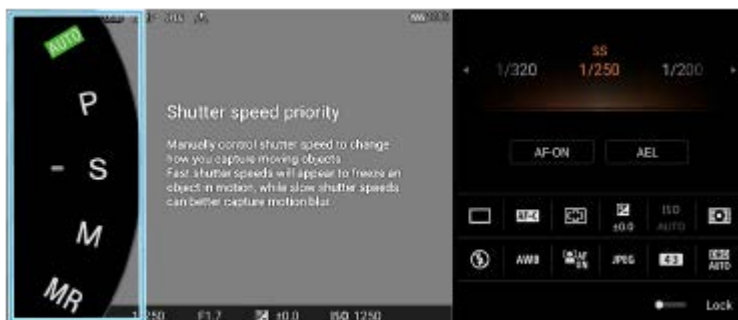 AUTO
P
- S
M
MR
Shutter speed priority
Manually control shutter speed to change
how you capture moving objects.
Fast shutter speeds will appear to freeze an
object in motion, while slow shutter speeds
can better capture motion blur.
F1.7 ±0.0 ISO 1250
SS
1/320 1/250 1/200
AF-ON AEL
AF-C ±0.0 ISO AUTO
AWB AF ON JPEG 4:3 AUTO
Lock